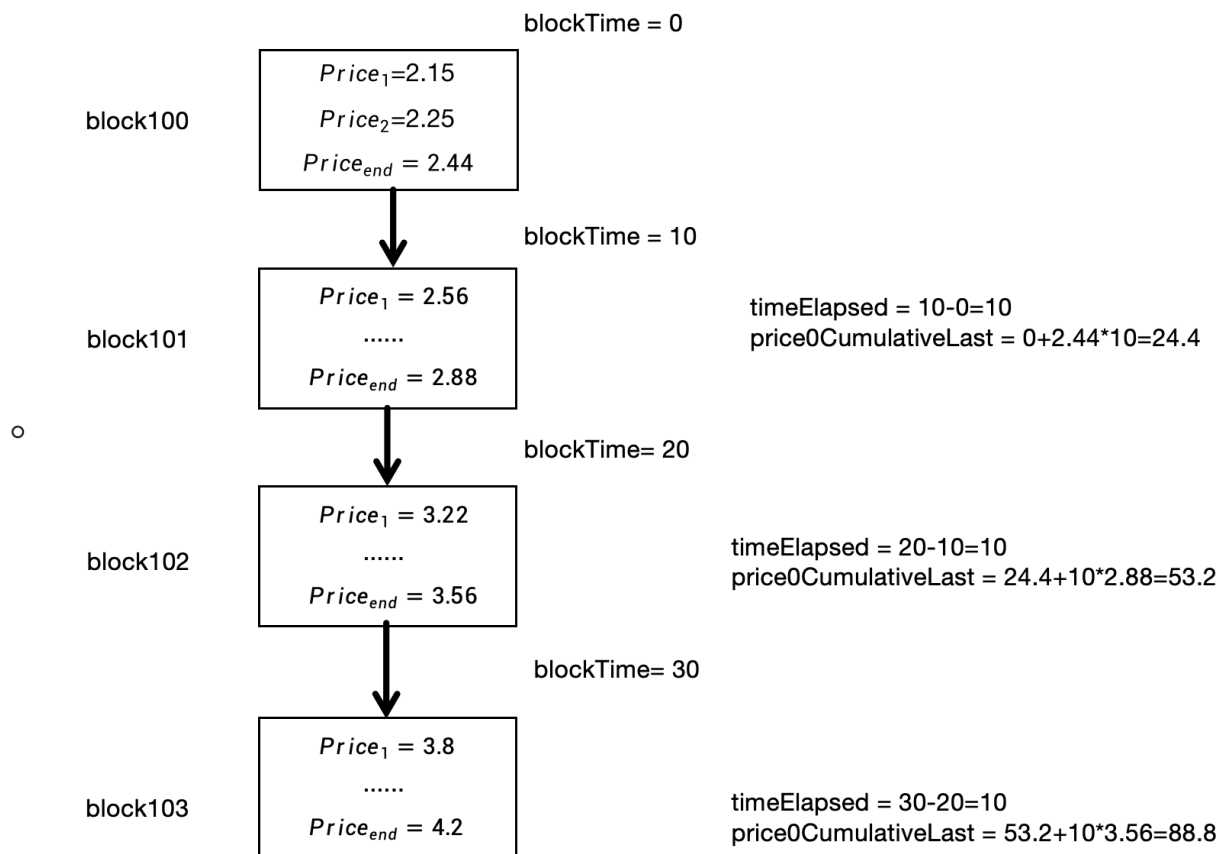 blockTime = 0
block100
Price₁=2.15
Price₂=2.25
Priceₑₙd = 2.44
blockTime = 10
block101
Price₁ = 2.56
......
Priceₑₙd = 2.88
timeElapsed = 10-0=10
price0CumulativeLast = 0+2.44*10=24.4
blockTime= 20
block102
Price₁ = 3.22
......
Priceₑₙd = 3.56
timeElapsed = 20-10=10
price0CumulativeLast = 24.4+10*2.88=53.2
blockTime= 30
block103
Price₁ = 3.8
......
Priceₑₙd = 4.2
timeElapsed = 30-20=10
price0CumulativeLast = 53.2+10*3.56=88.8